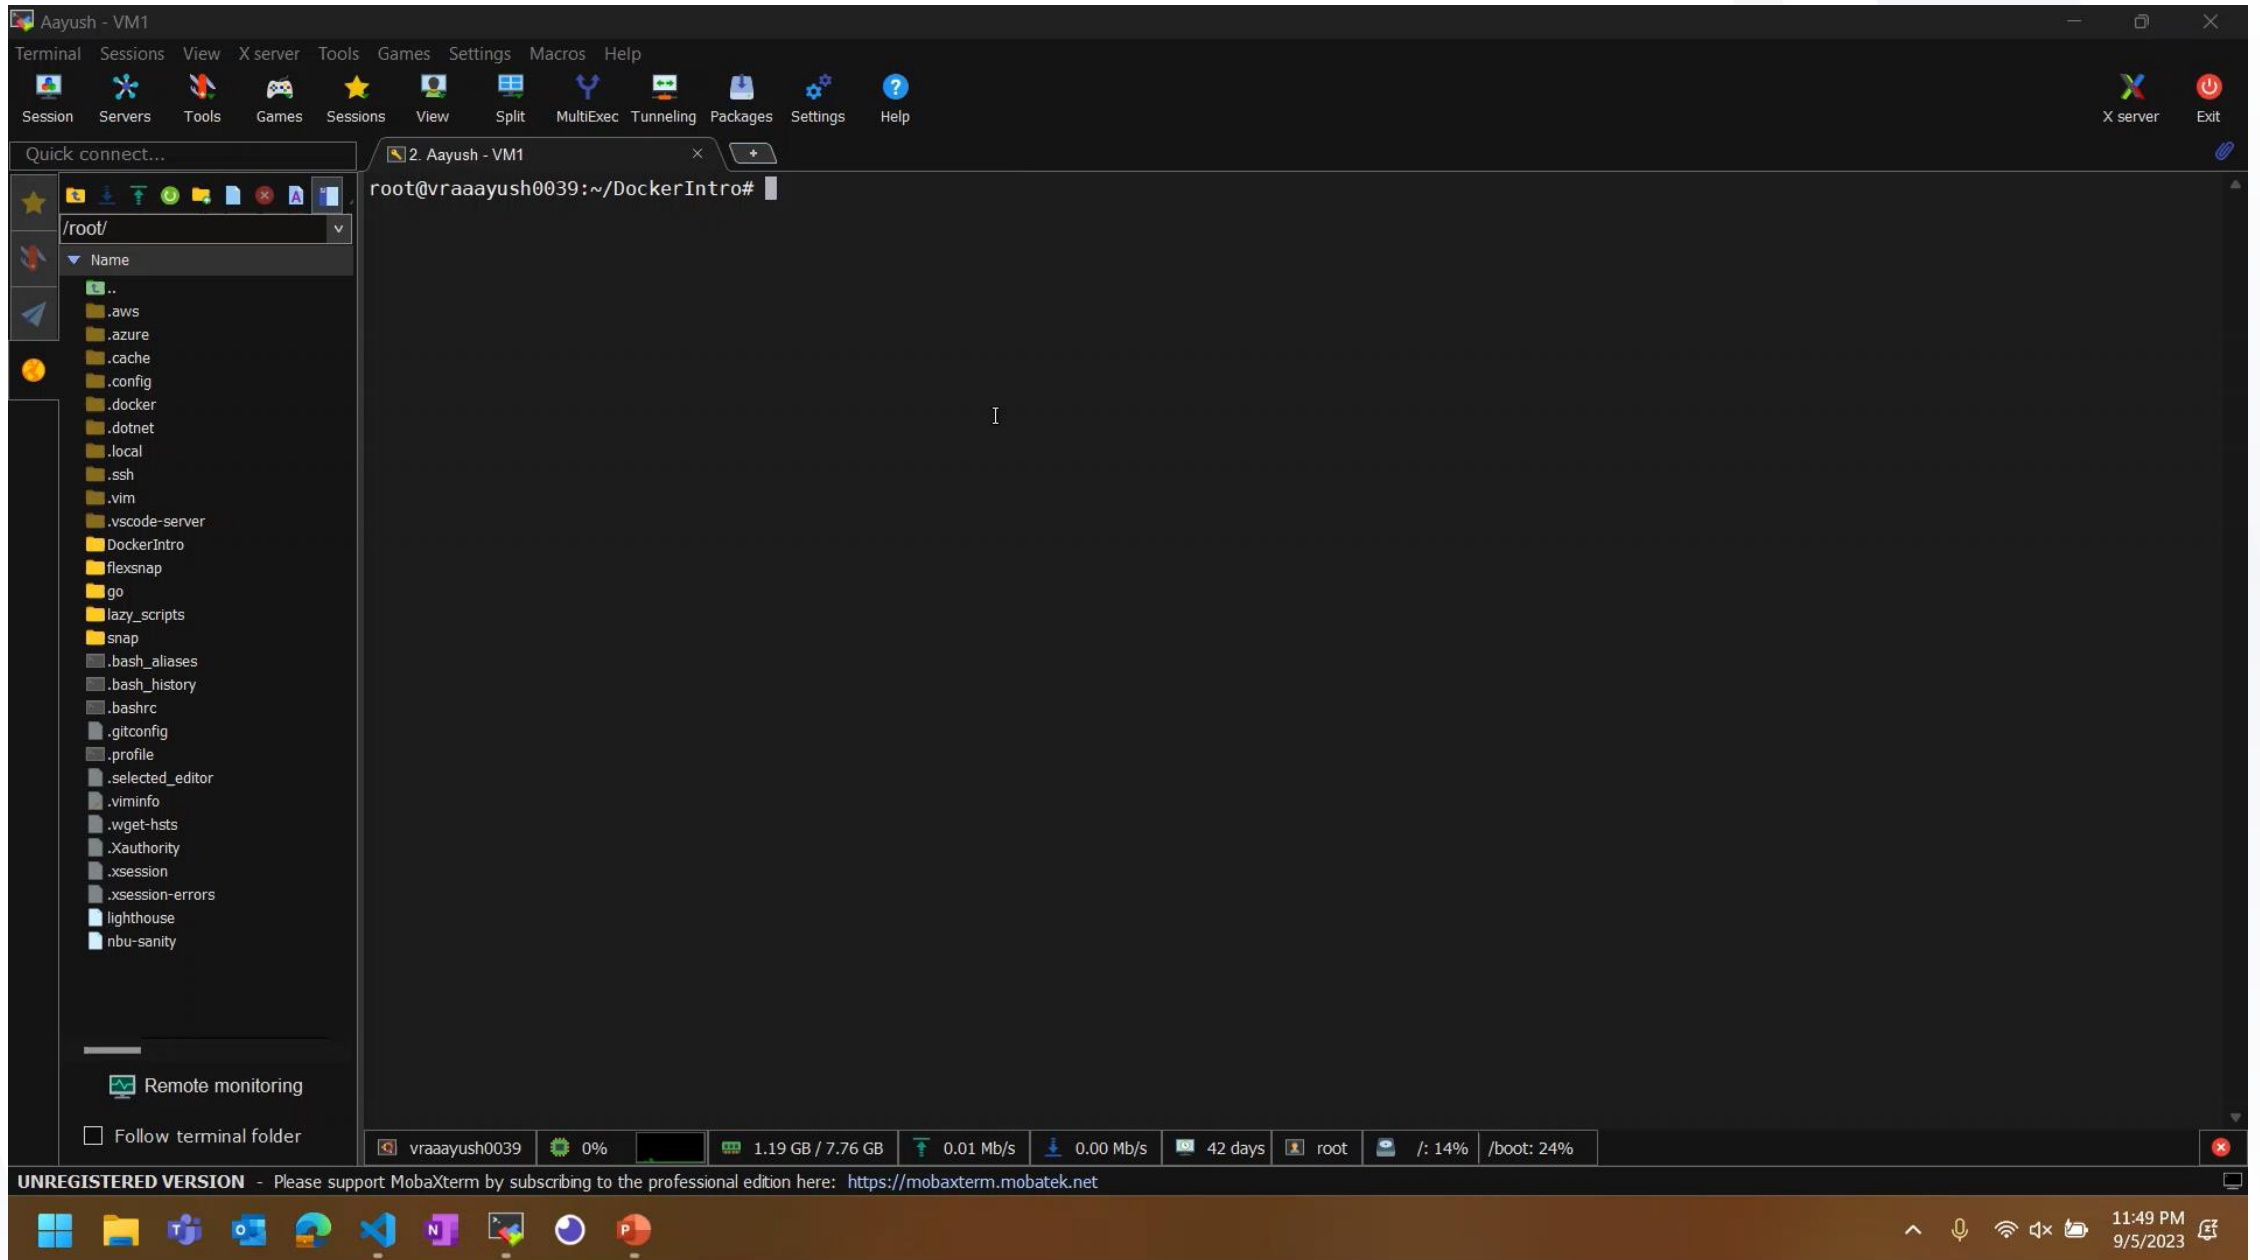 Aayush - VM1
Terminal Sessions View X server Tools Games Settings Macros Help
Session Servers Tools Games Sessions View Split MultiExec Tunneling Packages Settings Help X server Exit
Quick connect... 2. Aayush - VM1
root@vraaayush0039:~/DockerIntro#
/root/
Name
..
.aws
.azure
.cache
.config
.docker
.dotnet
.local
.ssh
.vim
.vscode-server
DockerIntro
flexsnap
go
lazy_scripts
snap
.bash_aliases
.bash_history
.bashrc
.gitconfig
.profile
.selected_editor
.viminfo
.wget-hsts
.Xauthority
.xsession
.xsession-errors
lighthouse
nbu-sanity
Remote monitoring
Follow terminal folder
vraaayush0039 0% 1.19 GB / 7.76 GB 0.01 Mb/s 0.00 Mb/s 42 days root /: 14% /boot: 24%
UNREGISTERED VERSION - Please support MobaXterm by subscribing to the professional edition here: https://mobaxterm.mobatek.net
11:49 PM
9/5/2023